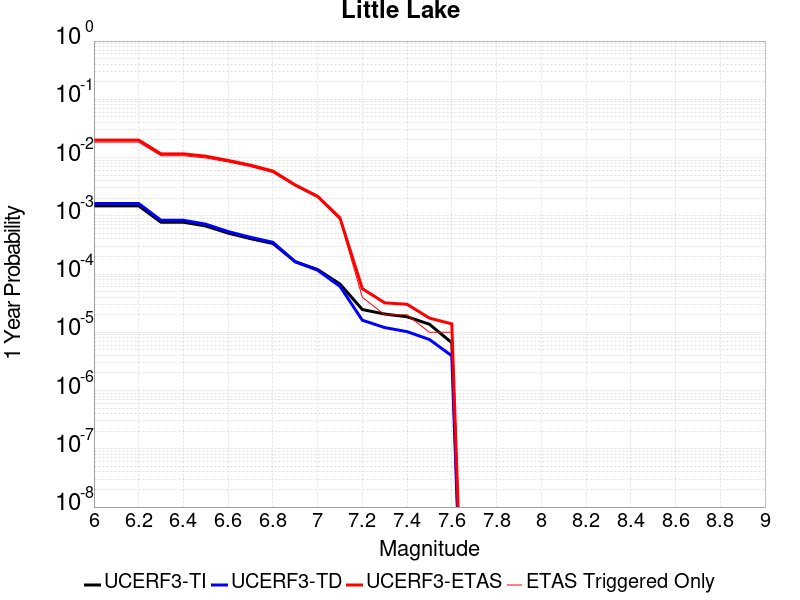 Little Lake
1 Year Probability
10^0
10^-1
10^-2
10^-3
10^-4
10^-5
10^-6
10^-7
10^-8
6 6.2 6.4 6.6 6.8 7 7.2 7.4 7.6 7.8 8 8.2 8.4 8.6 8.8 9
Magnitude
UCERF3-TI UCERF3-TD UCERF3-ETAS ETAS Triggered Only